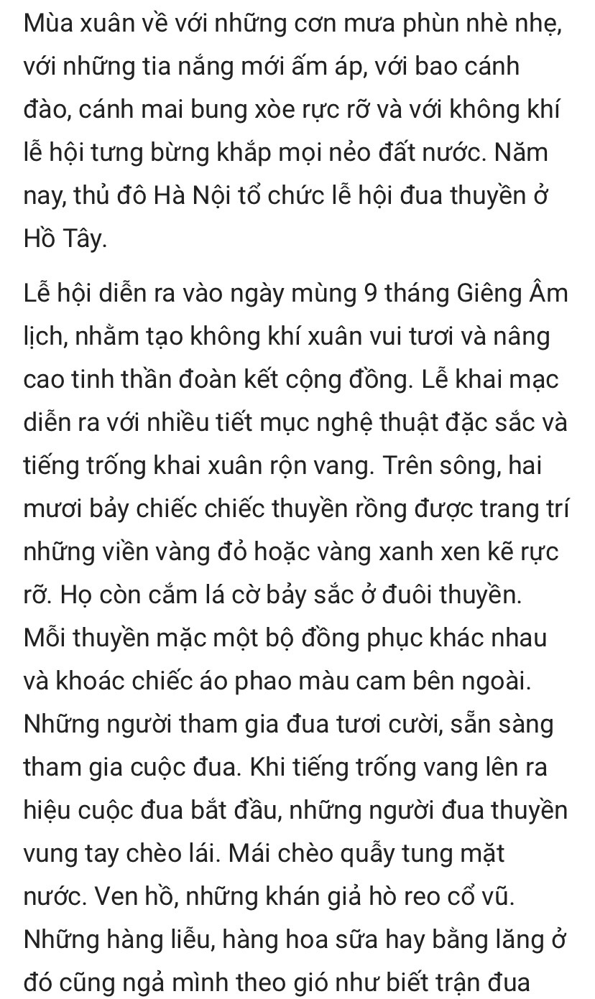 Mùa xuân về với những cơn mưa phùn nhè nhẹ,
với những tia nắng mới ấm áp, với bao cánh
đào, cánh mai bung xòe rực rỡ và với không khí
lễ hội tưng bừng khắp mọi nẻo đất nước. Năm
nay, thủ đô Hà Nội tổ chức lễ hội đua thuyền ở
Hồ Tây.
Lễ hội diễn ra vào ngày mùng 9 tháng Giêng Âm
lịch, nhằm tạo không khí xuân vui tươi và nâng
cao tinh thần đoàn kết cộng đồng. Lễ khai mạc
diễn ra với nhiều tiết mục nghệ thuật đặc sắc và
tiếng trống khai xuân rộn vang. Trên sông, hai
mươi bảy chiếc chiếc thuyền rồng được trang trí
những viền vàng đỏ hoặc vàng xanh xen kẽ rực
rỡ. Họ còn cắm lá cờ bảy sắc ở đuôi thuyền.
Mỗi thuyền mặc một bộ đồng phục khác nhau
và khoác chiếc áo phao màu cam bên ngoài.
Những người tham gia đua tươi cười, sẵn sàng
tham gia cuộc đua. Khi tiếng trống vang lên ra
hiệu cuộc đua bắt đầu, những người đua thuyền
vung tay chèo lái. Mái chèo quẫy tung mặt
nước. Ven hồ, những khán giả hò reo cổ vũ.
Những hàng liễu, hàng hoa sữa hay bằng lăng ở
đó cũng ngả mình theo gió như biết trận đua